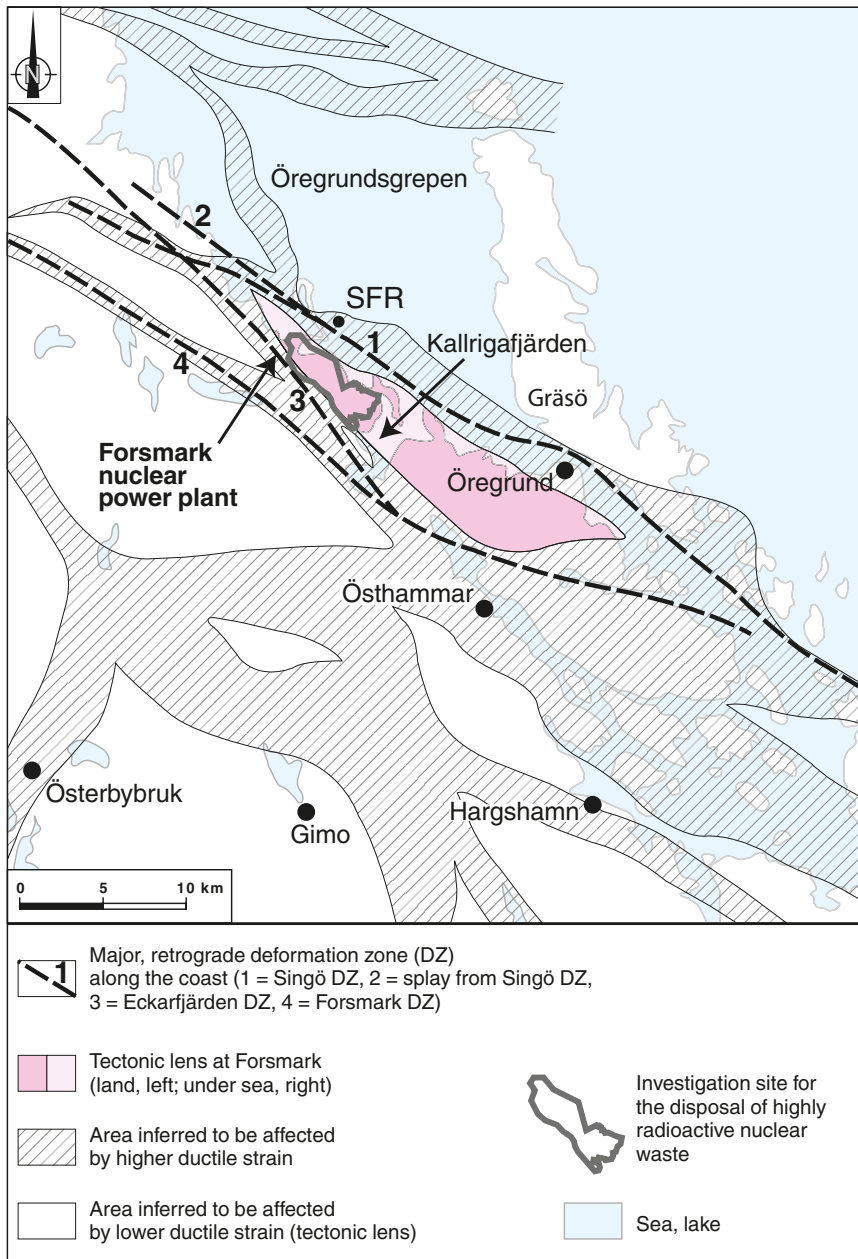 N
Öregrundsgrepen
2
SFR
1
Kallrigafjärden
4
3
Gräsö
Forsmark
nuclear
power plant
Öregrund
Östhammar
Österbybruk
Gimo
Hargshamn
0 5 10 km
1
Major, retrograde deformation zone (DZ)
along the coast (1 = Singö DZ, 2 = splay from Singö DZ,
3 = Eckarfjärden DZ, 4 = Forsmark DZ)
Tectonic lens at Forsmark
(land, left; under sea, right)
Area inferred to be affected
by higher ductile strain
Area inferred to be affected
by lower ductile strain (tectonic lens)
Investigation site for
the disposal of highly
radioactive nuclear
waste
Sea, lake